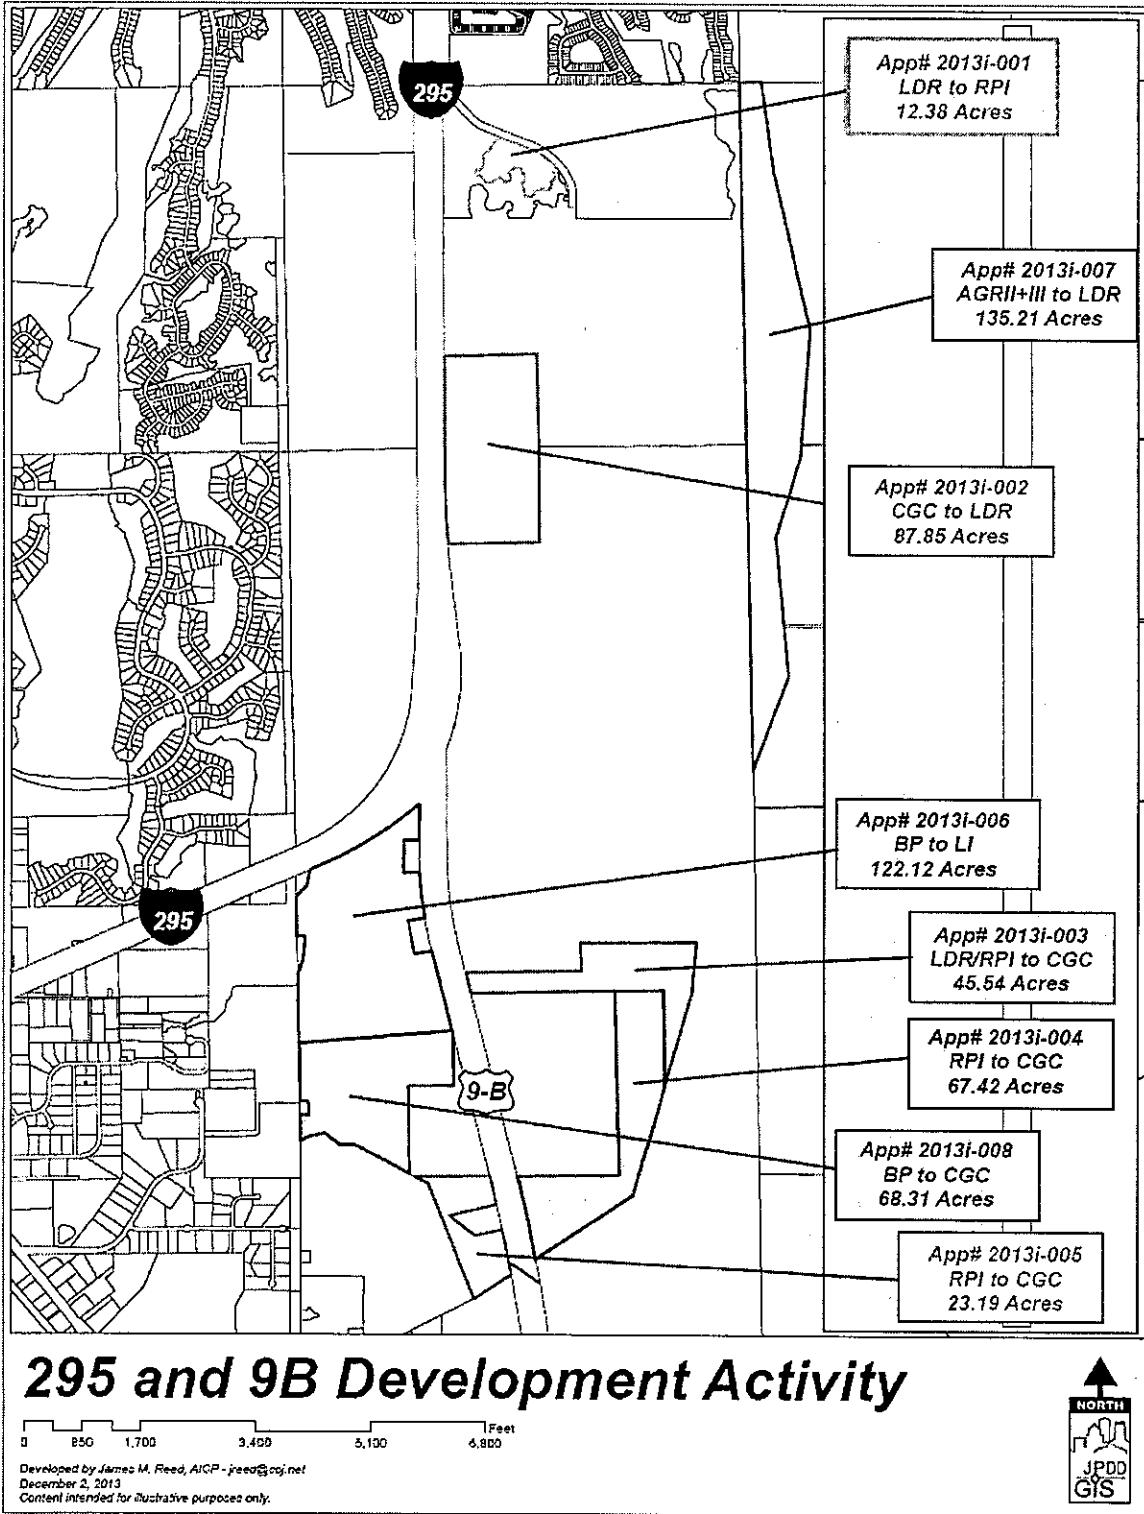 295
App# 2013i-001
LDR to RPI
12.38 Acres
App# 2013i-007
AGRII+III to LDR
135.21 Acres
App# 2013i-002
CGC to LDR
87.85 Acres
App# 2013i-006
BP to LI
122.12 Acres
295
App# 2013i-003
LDR/RPI to CGC
45.54 Acres
App# 2013i-004
RPI to CGC
67.42 Acres
9-B
App# 2013i-008
BP to CGC
68.31 Acres
App# 2013i-005
RPI to CGC
23.19 Acres
295 and 9B Development Activity
Feet
0 850 1,700 3,400 5,100 6,800
Developed by James M. Reed, AICP - jreed@coj.net
December 2, 2013
Content intended for illustrative purposes only.
NORTH
JPDD
GIS